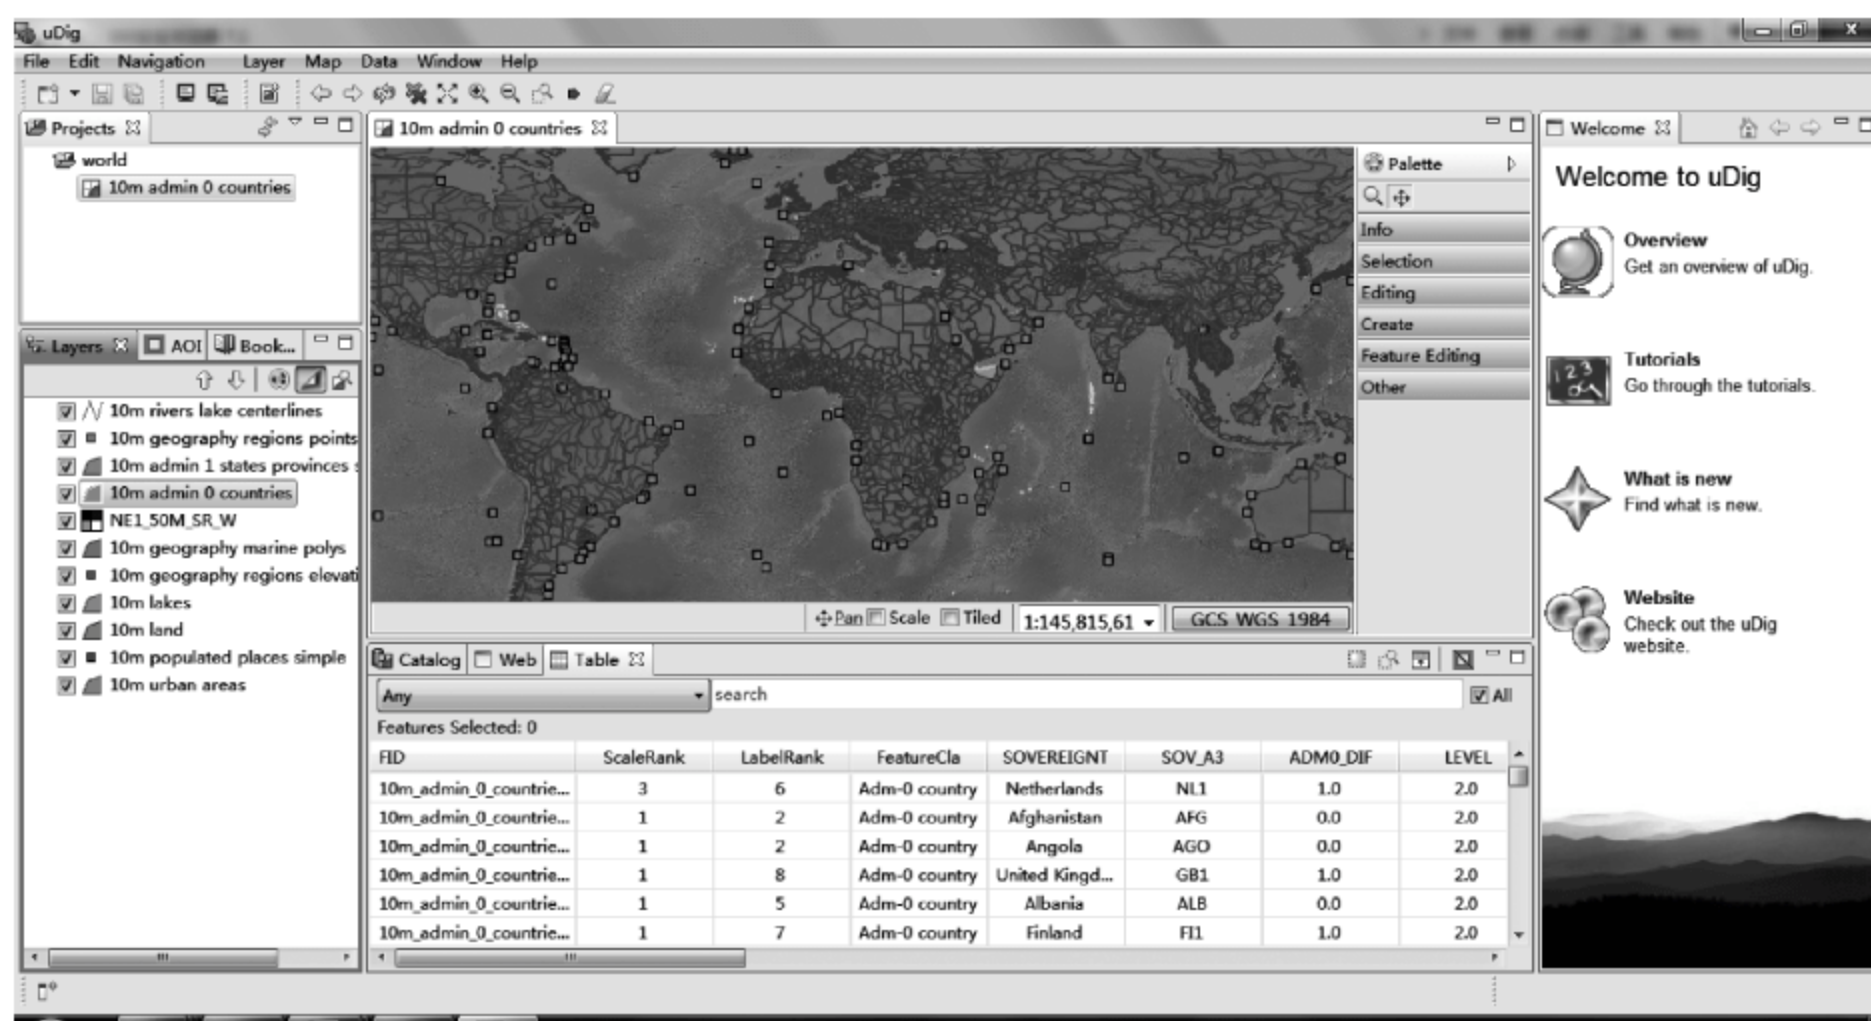 uDig
File Edit Navigation Layer Map Data Window Help
Projects
world
10m admin 0 countries
Layers AOI Book...
10m rivers lake centerlines
10m geography regions points
10m admin 1 states provinces
10m admin 0 countries
NE1_50M_SR_W
10m geography marine polys
10m geography regions elevati
10m lakes
10m land
10m populated places simple
10m urban areas
10m admin 0 countries
Palette
Info
Selection
Editing
Create
Feature Editing
Other
Pan Scale Tiled 1:145,815,61 GCS_WGS_1984
Catalog Web Table
Any search All
Features Selected: 0
FID ScaleRank LabelRank FeatureCla SOVEREIGNT SOV_A3 ADM0_DIF LEVEL
10m_admin_0_countrie... 3 6 Adm-0 country Netherlands NL1 1.0 2.0
10m_admin_0_countrie... 1 2 Adm-0 country Afghanistan AFG 0.0 2.0
10m_admin_0_countrie... 1 2 Adm-0 country Angola AGO 0.0 2.0
10m_admin_0_countrie... 1 8 Adm-0 country United Kingd... GB1 1.0 2.0
10m_admin_0_countrie... 1 5 Adm-0 country Albania ALB 0.0 2.0
10m_admin_0_countrie... 1 7 Adm-0 country Finland FI1 1.0 2.0
Welcome
Welcome to uDig
Overview
Get an overview of uDig.
123
Tutorials
Go through the tutorials.
What is new
Find what is new.
Website
Check out the uDig
website.